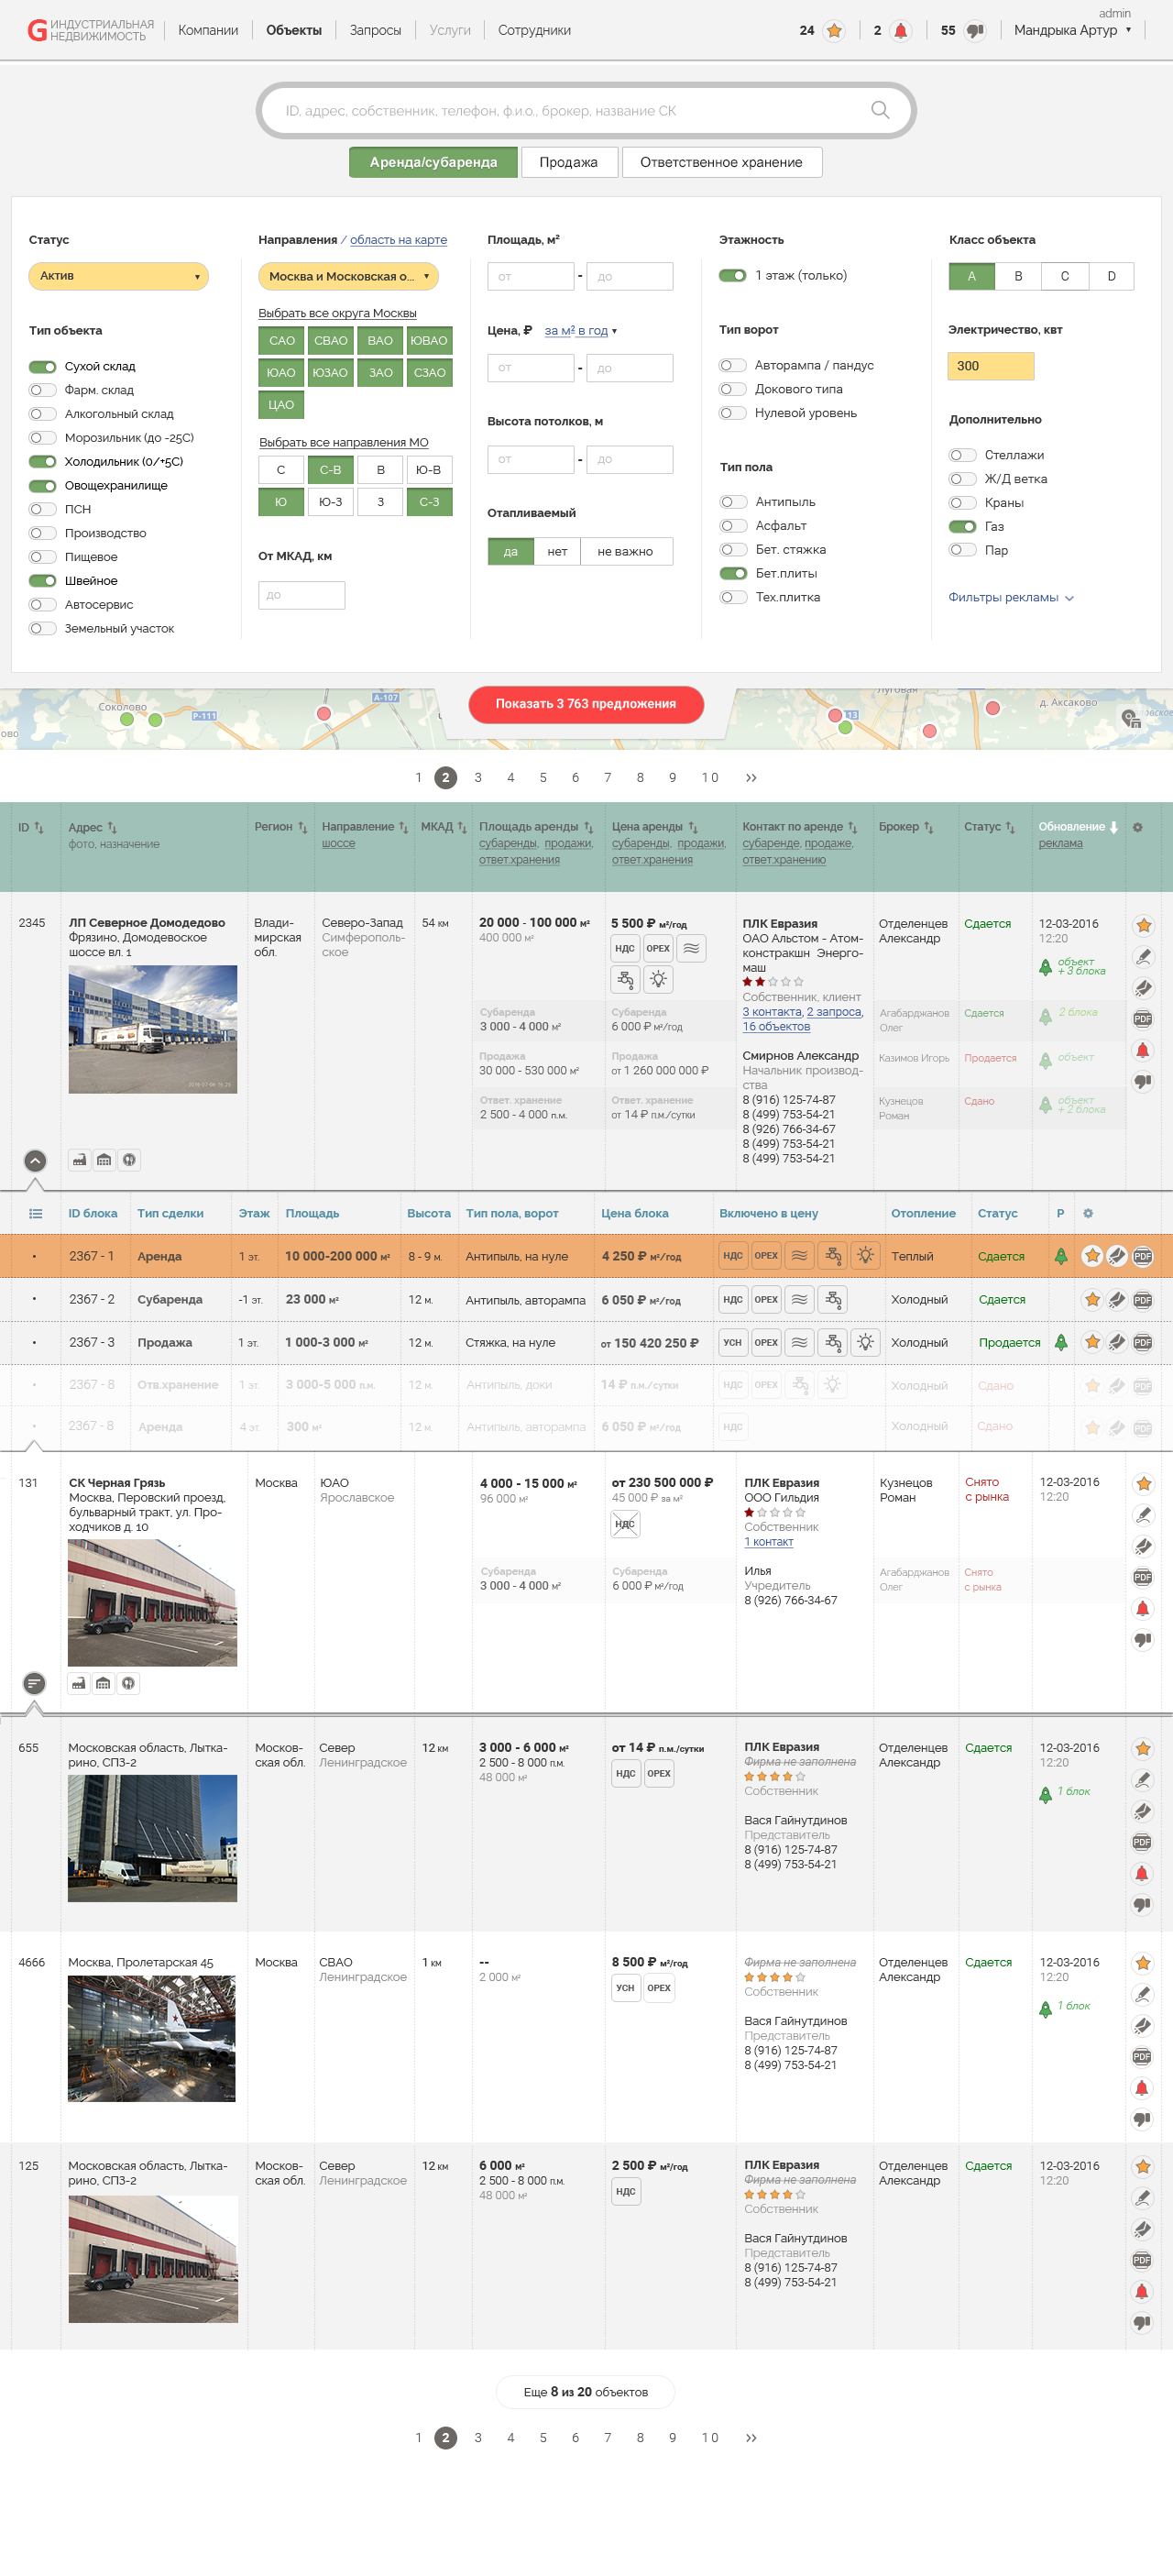 admin
G ИНДУСТРИАЛЬНАЯ НЕДВИЖИМОСТЬ
Компании Объекты Запросы Услуги Сотрудники 24 2 55 Мандрыка Артур
ID, адрес, собственник, телефон, ф.и.о., брокер, название СК
Аренда/субаренда Продажа Ответственное хранение
Статус
Актив
Тип объекта
Сухой склад
Фарм. склад
Алкогольный склад
Морозильник (до -25С)
Холодильник (0/+5С)
Овощехранилище
ПСН
Производство
Пищевое
Швейное
Автосервис
Земельный участок
Направления / область на карте
Москва и Московская о...
Выбрать все округа Москвы
САО СВАО ВАО ЮВАО
ЮАО ЮЗАО ЗАО СЗАО
ЦАО
Выбрать все направления МО
С С-В В Ю-В
Ю Ю-З З С-З
От МКАД, км
до
Площадь, м²
от - до
Цена, ₽ за м² в год
от - до
Высота потолков, м
от - до
Отапливаемый
да нет не важно
Этажность
1 этаж (только)
Тип ворот
Авторампа / пандус
Докового типа
Нулевой уровень
Тип пола
Антипыль
Асфальт
Бет. стяжка
Бет.плиты
Тех.плитка
Класс объекта
A B C D
Электричество, квт
300
Дополнительно
Стеллажи
Ж/Д ветка
Краны
Газ
Пар
Фильтры рекламы
Соколово Р-111 А-107 Луговая д. Аксаково
Показать 3 763 предложения
1 2 3 4 5 6 7 8 9 10 >>
ID Адрес Регион Направление МКАД Площадь аренды Цена аренды Контакт по аренде Брокер Статус Обновление
фото, назначение шоссе субаренды, продажи, субаренды, продажи, субаренде, продаже, реклама
ответ.хранения ответ.хранения ответ.хранению
2345
ЛП Северное Домодедово
Фрязино, Домодевоское
шоссе вл. 1
Влади-
мирская
обл.
Северо-Запад
Симферополь-
ское
54 км
20 000 - 100 000 м²
400 000 м²
Субаренда
3 000 - 4 000 м²
Продажа
30 000 - 530 000 м²
Ответ. хранение
2 500 - 4 000 п.м.
5 500 ₽ м²/год
НДС OPEX
Субаренда
6 000 ₽ м²/год
Продажа
от 1 260 000 000 ₽
Ответ. хранение
от 14 ₽ п.м./сутки
ПЛК Евразия
ОАО Альстом - Атом-
констракшн Энерго-
маш
Собственник, клиент
3 контакта, 2 запроса,
16 объектов
Смирнов Александр
Начальник производ-
ства
8 (916) 125-74-87
8 (499) 753-54-21
8 (926) 766-34-67
8 (499) 753-54-21
8 (499) 753-54-21
Отделенцев
Александр
Агабарджанов
Олег
Казимов Игорь
Кузнецов
Роман
Сдается
Сдается
Продается
Сдано
12-03-2016
12:20
объект
+ 3 блока
2 блока
объект
объект
+ 2 блока
PDF
ID блока Тип сделки Этаж Площадь Высота Тип пола, ворот Цена блока Включено в цену Отопление Статус Р
2367 - 1 Аренда 1 эт. 10 000-200 000 м² 8 - 9 м. Антипыль, на нуле 4 250 ₽ м²/год НДС OPEX Теплый Сдается PDF
2367 - 2 Субаренда -1 эт. 23 000 м² 12 м. Антипыль, авторампа 6 050 ₽ м²/год НДС OPEX Холодный Сдается PDF
2367 - 3 Продажа 1 эт. 1 000-3 000 м² 12 м. Стяжка, на нуле от 150 420 250 ₽ УСН OPEX Холодный Продается PDF
2367 - 8 Отв.хранение 1 эт. 3 000-5 000 п.м. 12 м. Антипыль, доки 14 ₽ п.м./сутки НДС OPEX Холодный Сдано PDF
2367 - 8 Аренда 4 эт. 300 м² 12 м. Антипыль, авторампа 6 050 ₽ м²/год НДС Холодный Сдано PDF
131
СК Черная Грязь
Москва, Перовский проезд,
бульварный тракт, ул. Про-
ходчиков д. 10
Москва
ЮАО
Ярославское
4 000 - 15 000 м²
96 000 м²
Субаренда
3 000 - 4 000 м²
от 230 500 000 ₽
45 000 ₽ за м²
НДС
Субаренда
6 000 ₽ м²/год
ПЛК Евразия
ООО Гильдия
Собственник
1 контакт
Илья
Учредитель
8 (926) 766-34-67
Кузнецов
Роман
Агабарджанов
Олег
Снято
с рынка
Снято
с рынка
12-03-2016
12:20
PDF
655
Московская область, Лытка-
рино, СПЗ-2
Москов-
ская обл.
Север
Ленинградское
12 км
3 000 - 6 000 м²
2 500 - 8 000 п.м.
48 000 м²
от 14 ₽ п.м./сутки
НДС OPEX
ПЛК Евразия
Фирма не заполнена
Собственник
Вася Гайнутдинов
Представитель
8 (916) 125-74-87
8 (499) 753-54-21
Отделенцев
Александр
Сдается
12-03-2016
12:20
1 блок
PDF
4666
Москва, Пролетарская 45
Москва
СВАО
Ленинградское
1 км
--
2 000 м²
8 500 ₽ м²/год
УСН OPEX
Фирма не заполнена
Собственник
Вася Гайнутдинов
Представитель
8 (916) 125-74-87
8 (499) 753-54-21
Отделенцев
Александр
Сдается
12-03-2016
12:20
1 блок
PDF
125
Московская область, Лытка-
рино, СПЗ-2
Москов-
ская обл.
Север
Ленинградское
12 км
6 000 м²
2 500 - 8 000 п.м.
48 000 м²
2 500 ₽ м²/год
НДС
ПЛК Евразия
Фирма не заполнена
Собственник
Вася Гайнутдинов
Представитель
8 (916) 125-74-87
8 (499) 753-54-21
Отделенцев
Александр
Сдается
12-03-2016
12:20
PDF
Еще 8 из 20 объектов
1 2 3 4 5 6 7 8 9 10 >>